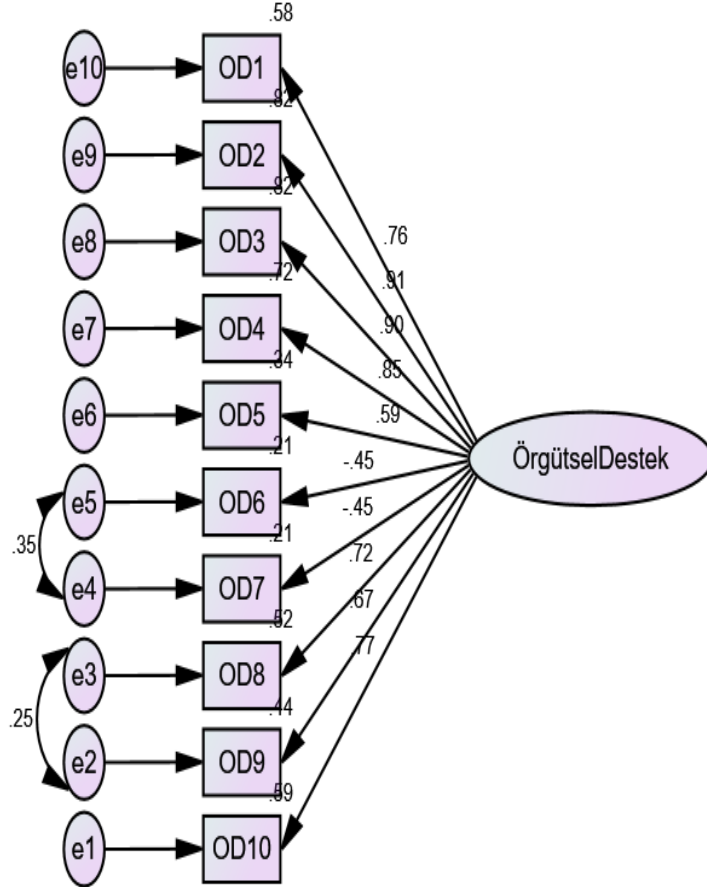 .58
e10
OD1
.82
e9
OD2
.82
e8
OD3
.76
.72
.91
e7
OD4
.90
.34
.85
e6
OD5
.59
.21
-.45
ÖrgütselDestek
e5
OD6
.21
-.45
.35
.72
e4
OD7
.52
.67
e3
OD8
.77
.44
.25
e2
OD9
.59
e1
OD10